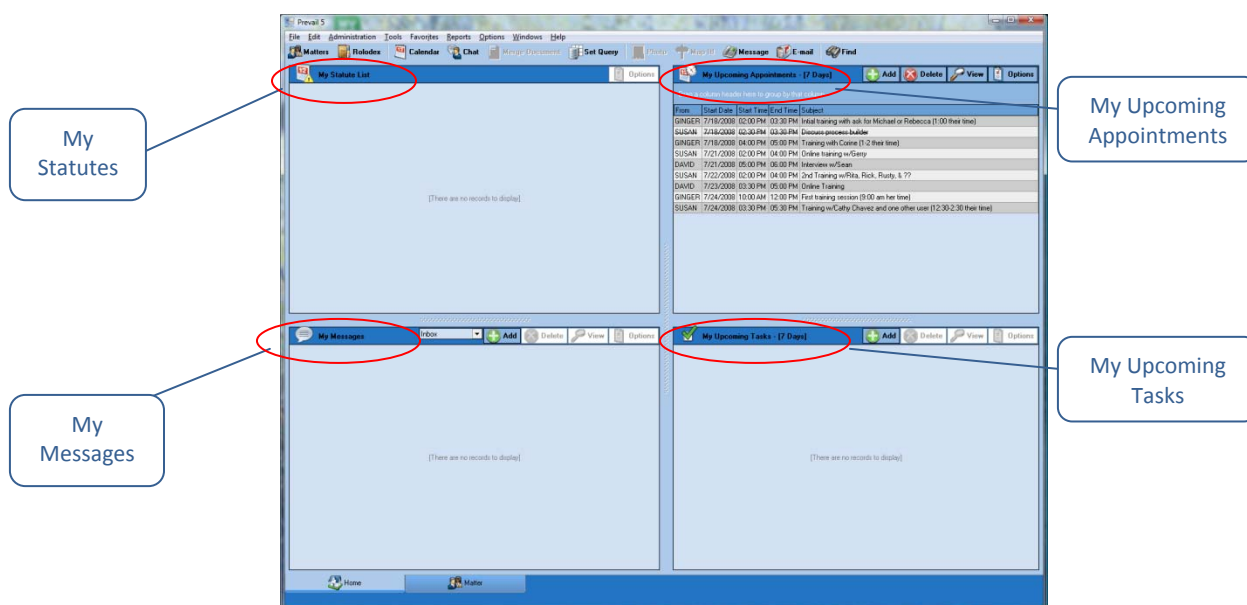 Prevail 5
File Edit Administration Tools Favorites Reports Options Windows Help
Matters Rolodex Calendar Chat Merge Document Set Query Photo Map It! Message E-mail Find
My Statute List Options
My Upcoming Appointments - [7 Days] Add Delete View Options
a column header here to group by that column
From Start Date Start Time End Time Subject
GINGER 7/18/2008 02:00 PM 03:30 PM Intial training with ask for Michael or Rebecca (1:00 their time)
SUSAN 7/18/2008 02:30 PM 03:30 PM Discuss process builder
GINGER 7/18/2008 04:00 PM 05:00 PM Training with Corine (1-2 their time)
SUSAN 7/21/2008 02:00 PM 04:00 PM Online training w/Gerry
DAVID 7/21/2008 05:00 PM 06:00 PM Interview w/Sean
SUSAN 7/22/2008 02:00 PM 04:00 PM 2nd Training w/Rita, Rick, Rusty, & ??
DAVID 7/23/2008 03:30 PM 05:00 PM Online Training
GINGER 7/24/2008 10:00 AM 12:00 PM First training session (9:00 am her time)
SUSAN 7/24/2008 03:30 PM 05:30 PM Training w/Cathy Chavez and one other user (12:30-2:30 their time)
[There are no records to display]
My Messages Inbox Add Delete View Options
My Upcoming Tasks - [7 Days] Add Delete View Options
[There are no records to display]
[There are no records to display]
Home Matter
My
Statutes
My Upcoming
Appointments
My
Messages
My Upcoming
Tasks